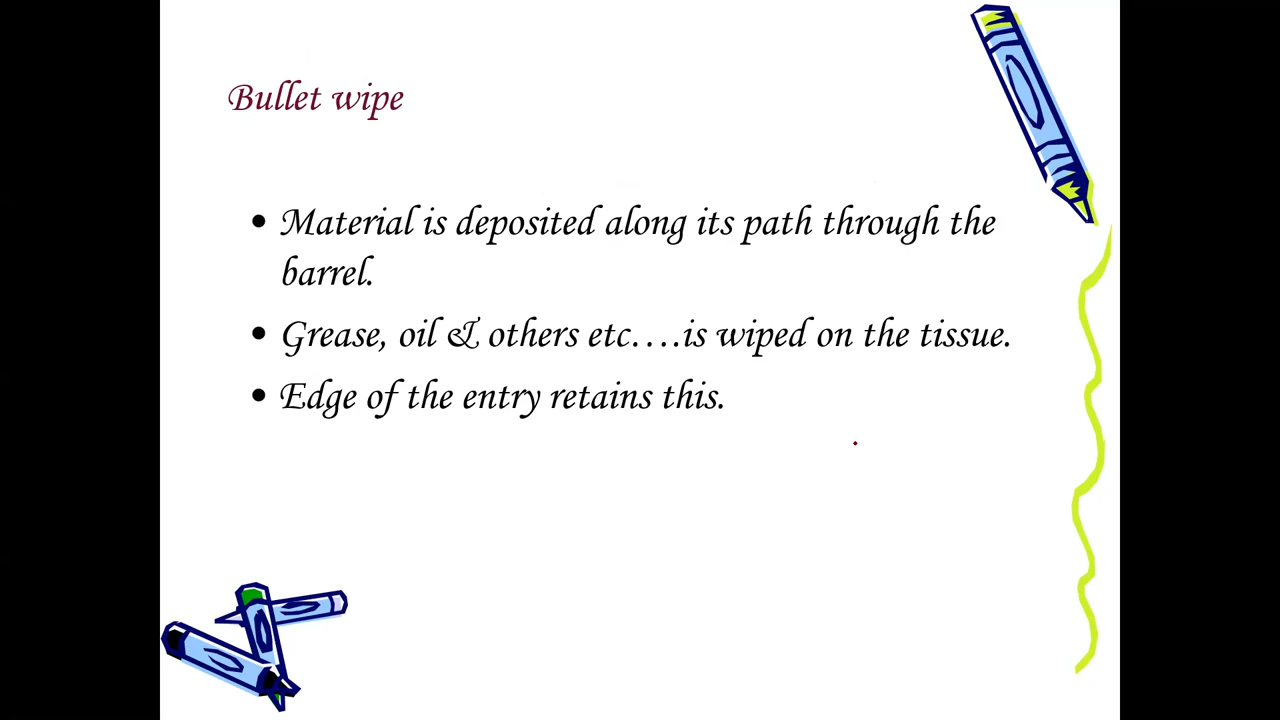 Bullet wipe
• Material is deposited along its path through the
barrel.
• Grease, oil & others etc….is wiped on the tissue.
• Edge of the entry retains this.